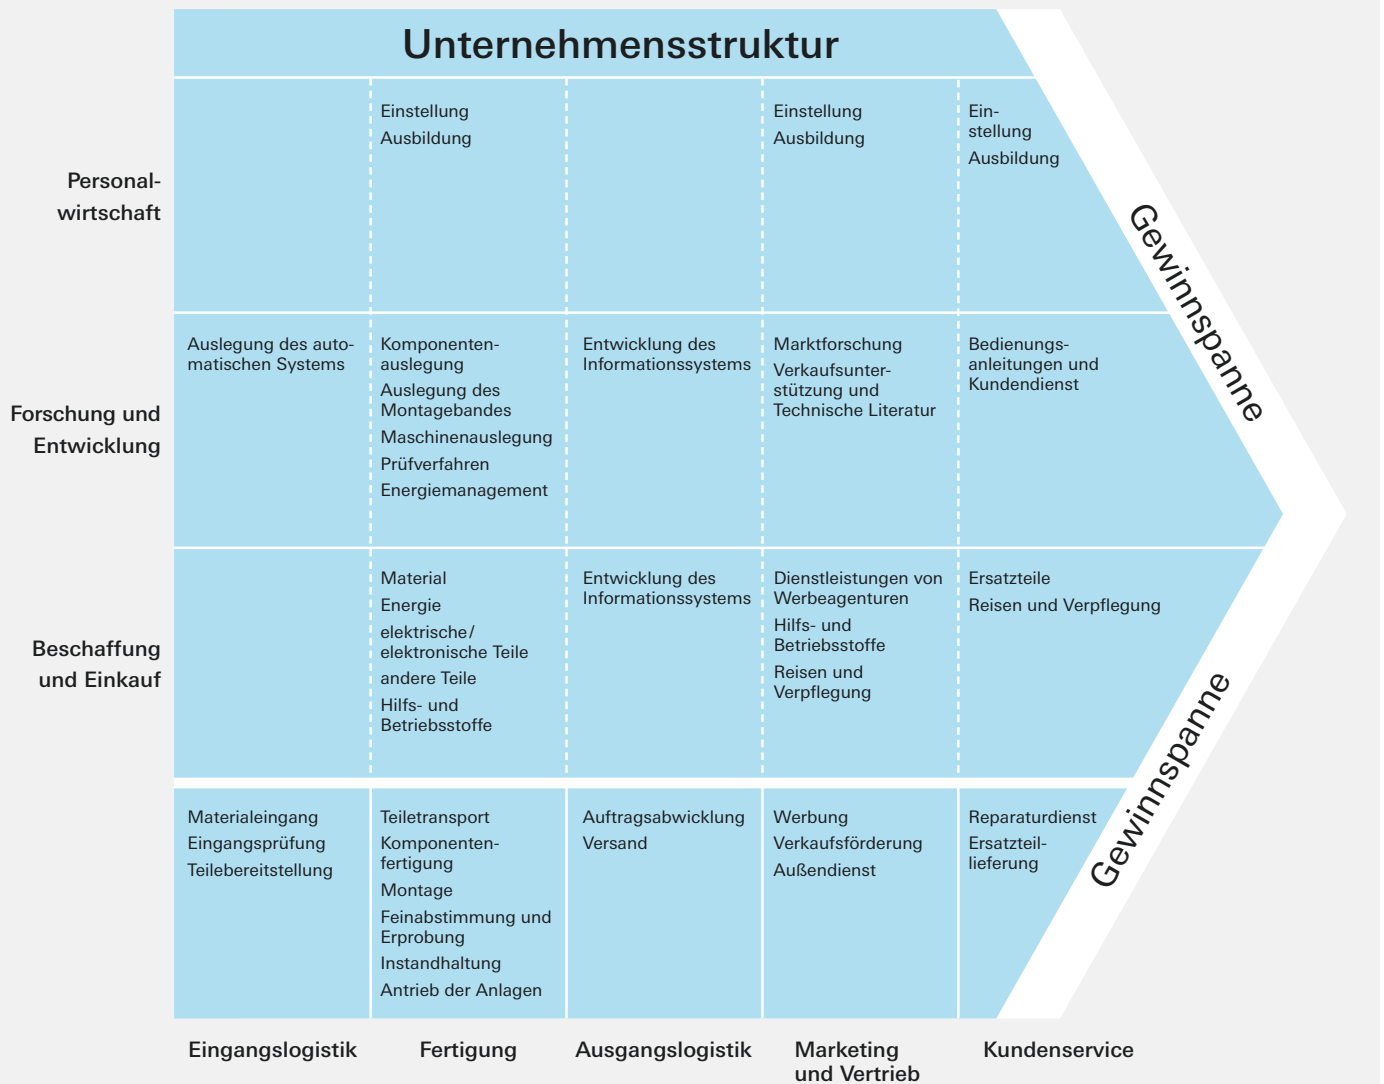 Unternehmensstruktur
Personal-
wirtschaft
Einstellung
Ausbildung
Einstellung
Ausbildung
Ein-
stellung
Ausbildung
Gewinnspanne
Forschung und
Entwicklung
Auslegung des auto-
matischen Systems
Komponenten-
auslegung
Auslegung des
Montagebandes
Maschinenauslegung
Prüfverfahren
Energiemanagement
Entwicklung des
Informationssystems
Marktforschung
Verkaufsunter-
stützung und
Technische Literatur
Bedienungs-
anleitungen und
Kundendienst
Beschaffung
und Einkauf
Material
Energie
elektrische/
elektronische Teile
andere Teile
Hilfs- und
Betriebsstoffe
Entwicklung des
Informationssystems
Dienstleistungen von
Werbeagenturen
Hilfs- und
Betriebsstoffe
Reisen und
Verpflegung
Ersatzteile
Reisen und Verpflegung
Gewinnspanne
Materialeingang
Eingangsprüfung
Teilebereitstellung
Teiletransport
Komponenten-
fertigung
Montage
Feinabstimmung und
Erprobung
Instandhaltung
Antrieb der Anlagen
Auftragsabwicklung
Versand
Werbung
Verkaufsförderung
Außendienst
Reparaturdienst
Ersatzteil-
lieferung
Eingangslogistik
Fertigung
Ausgangslogistik
Marketing
und Vertrieb
Kundenservice